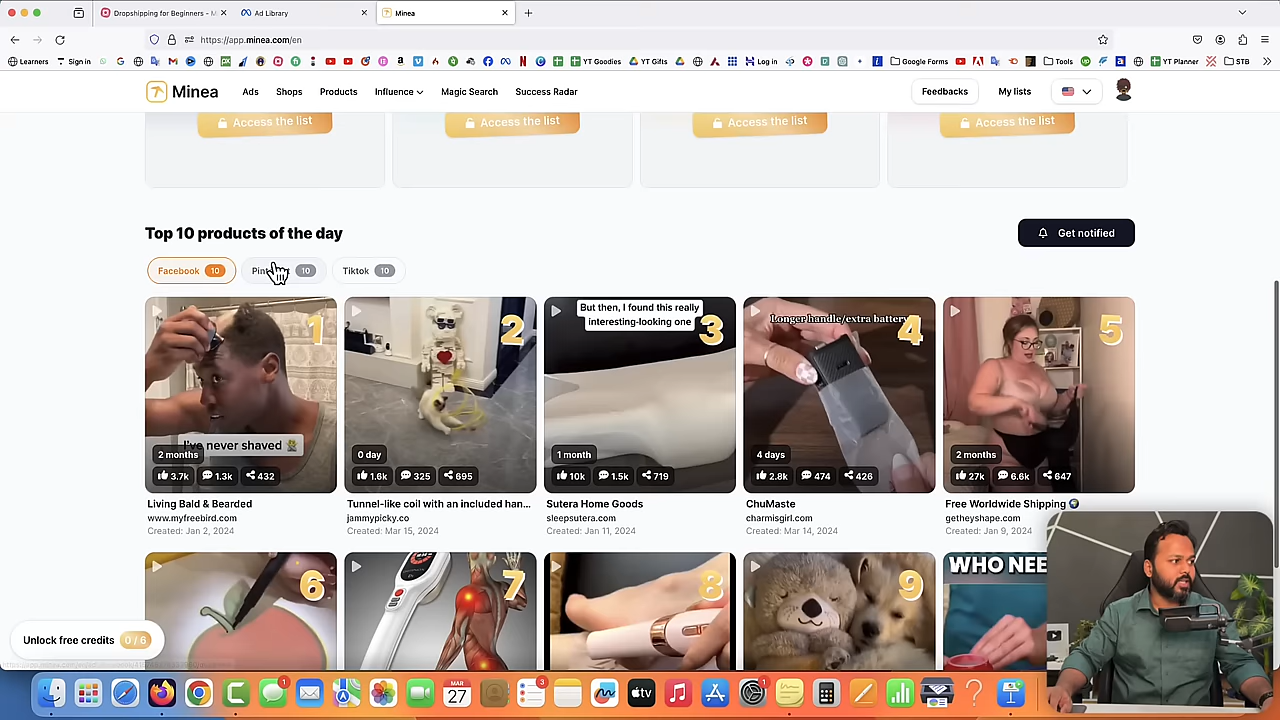 Dropshipping for Beginners - M
Ad Library
Minea
https://app.minea.com/en
Learners
Sign in
YT Goodies
YT Gifts
Log in
Google Forms
Tools
YT Planner
STB
Minea
Ads
Shops
Products
Influence
Magic Search
Success Radar
Feedbacks
My lists
Access the list
Access the list
Access the list
Access the list
Top 10 products of the day
Get notified
Facebook 10
Pin 10
Tiktok 10
1
I've never shaved
2 months
3.7k 1.3k 432
Living Bald & Bearded
www.myfreebird.com
Created: Jan 2, 2024
2
0 day
1.6k 325 695
Tunnel-like coil with an included han...
jammypicky.co
Created: Mar 15, 2024
But then, I found this really
interesting-looking one
3
1 month
10k 1.5k 719
Sutera Home Goods
sleepsutera.com
Created: Jan 11, 2024
Longer handle/extra battery
4
4 days
2.8k 474 426
ChuMaste
charmisgirl.com
Created: Mar 14, 2024
5
2 months
27k 6.6k 647
Free Worldwide Shipping
getheyshape.com
Created: Jan 9, 2024
6
7
8
9
WHO NEE
Unlock free credits 0 / 6
MAR
27
tv